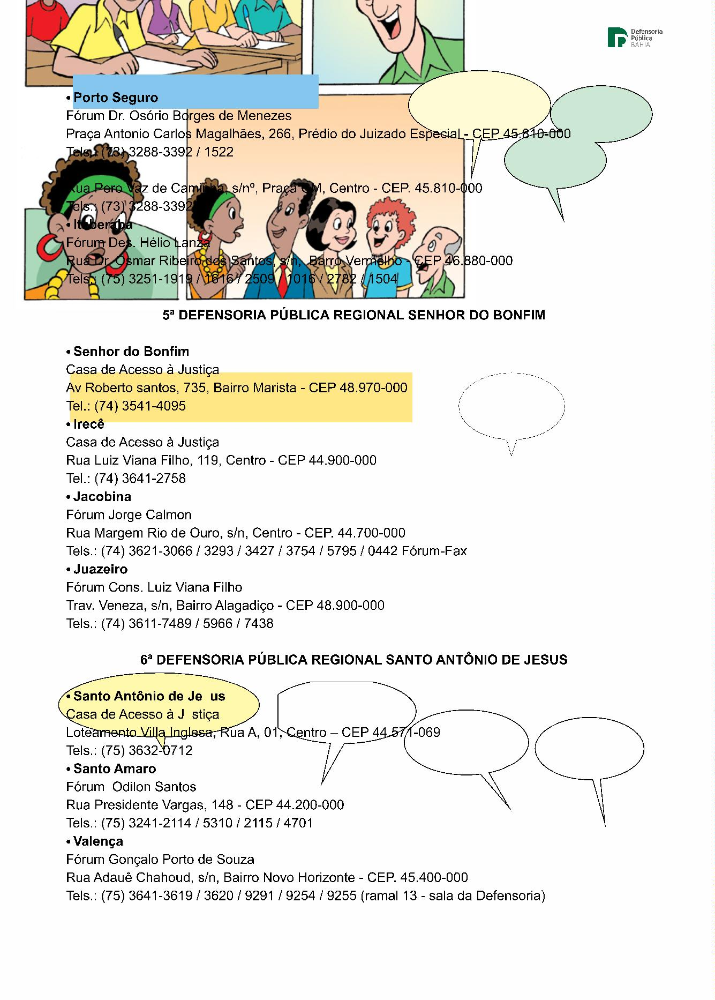 Defensoria
Pública
BAHIA
• Porto Seguro
Fórum Dr. Osório Borges de Menezes
Praça Antonio Carlos Magalhães, 266, Prédio do Juizado Especial - CEP 45.810-000
Tels.: (73) 3288-3392 / 1522
Rua Pero Vaz de Caminha, s/nº, Praça CM, Centro - CEP. 45.810-000
Tels.: (73) 3288-3392
• Itaberaba
Fórum Des. Hélio Lanza
Rua Dr. Osmar Ribeiro dos Santos, s/n, Barro Vermelho - CEP 46.880-000
Tels.: (75) 3251-1919 / 1616 / 2509 / 1016 / 2782 / 1504
5ª DEFENSORIA PÚBLICA REGIONAL SENHOR DO BONFIM
• Senhor do Bonfim
Casa de Acesso à Justiça
Av Roberto santos, 735, Bairro Marista - CEP 48.970-000
Tel.: (74) 3541-4095
• Irecê
Casa de Acesso à Justiça
Rua Luiz Viana Filho, 119, Centro - CEP 44.900-000
Tel.: (74) 3641-2758
• Jacobina
Fórum Jorge Calmon
Rua Margem Rio de Ouro, s/n, Centro - CEP. 44.700-000
Tels.: (74) 3621-3066 / 3293 / 3427 / 3754 / 5795 / 0442 Fórum-Fax
• Juazeiro
Fórum Cons. Luiz Viana Filho
Trav. Veneza, s/n, Bairro Alagadiço - CEP 48.900-000
Tels.: (74) 3611-7489 / 5966 / 7438
6ª DEFENSORIA PÚBLICA REGIONAL SANTO ANTÔNIO DE JESUS
• Santo Antônio de Je us
Casa de Acesso à J stiça
Loteamento Villa Inglesa, Rua A, 01, Centro – CEP 44.571-069
Tels.: (75) 3632-0712
• Santo Amaro
Fórum Odilon Santos
Rua Presidente Vargas, 148 - CEP 44.200-000
Tels.: (75) 3241-2114 / 5310 / 2115 / 4701
• Valença
Fórum Gonçalo Porto de Souza
Rua Adauê Chahoud, s/n, Bairro Novo Horizonte - CEP. 45.400-000
Tels.: (75) 3641-3619 / 3620 / 9291 / 9254 / 9255 (ramal 13 - sala da Defensoria)